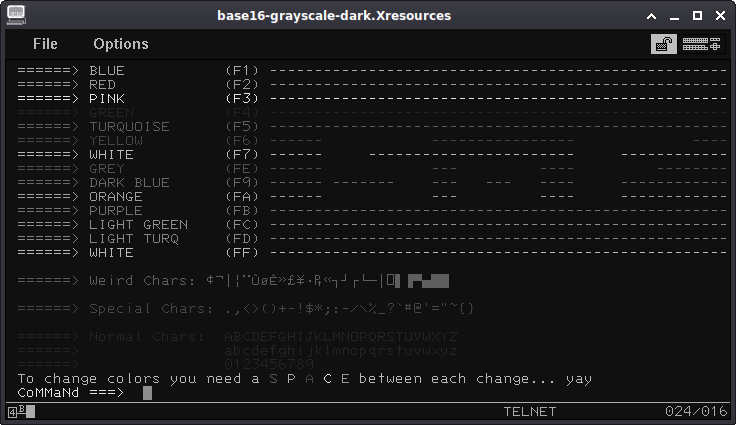 base16-grayscale-dark.Xresources
File Options
======> BLUE (F1) ----------------------------------------------------
======> RED (F2) ----------------------------------------------------
======> PINK (F3) ----------------------------------------------------
======> GREEN (F4) ----------------------------------------------------
======> TURQUOISE (F5) ----------------------------------------------------
======> YELLOW (F6) ------ ---------------- ----
======> WHITE (F7) ------ ------------------------ ------------
======> GREY (FE) --- ---- ---
======> DARK BLUE (F9) ------ ------- --- --- ---- ------------
======> ORANGE (FA) ----------------------------------------------------
======> PURPLE (FB) ----------------------------------------------------
======> LIGHT GREEN (FC) ----------------------------------------------------
======> LIGHT TURQ (FD) ----------------------------------------------------
======> WHITE (FF) ----------------------------------------------------
======> Weird Chars: ¢¬|¦¨ÛøÊ»£¥·₧«┐┘┌└─│
======> Special Chars: .,<>()+-!$*;:-/\%_?`#@'="~{}
======> Normal Chars: ABCDEFGHIJKLMNOPQRSTUVWXYZ
======> abcdefghijklmnopqrstuvwxyz
======> 0123456789
To change colors you need a S P A C E between each change... yay
CoMMaNd ===>
4 B TELNET 024/016